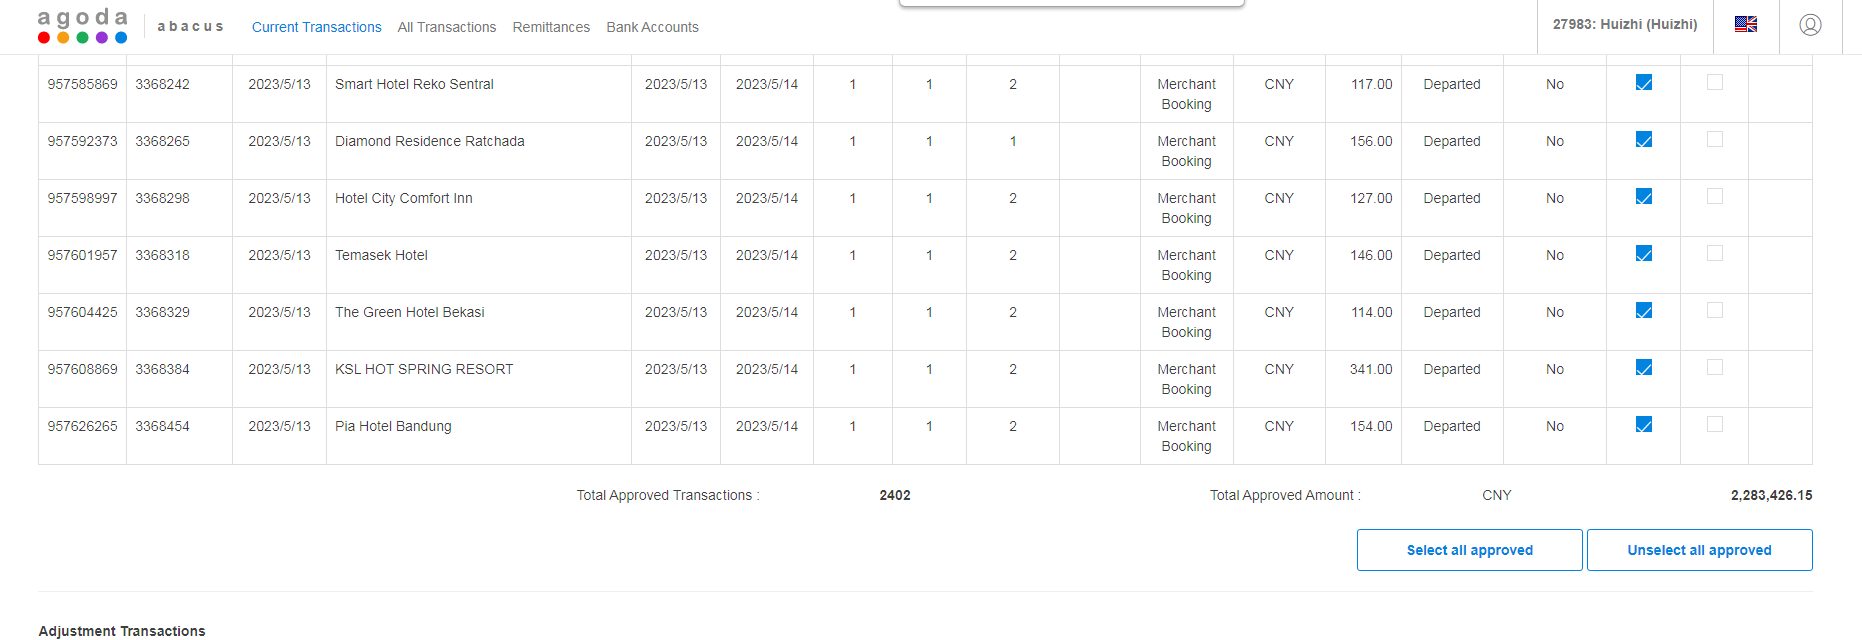 agoda abacus Current Transactions All Transactions Remittances Bank Accounts 27983: Huizhi (Huizhi)
957585869 3368242 2023/5/13 Smart Hotel Reko Sentral 2023/5/13 2023/5/14 1 1 2 Merchant Booking CNY 117.00 Departed No
957592373 3368265 2023/5/13 Diamond Residence Ratchada 2023/5/13 2023/5/14 1 1 1 Merchant Booking CNY 156.00 Departed No
957598997 3368298 2023/5/13 Hotel City Comfort Inn 2023/5/13 2023/5/14 1 1 2 Merchant Booking CNY 127.00 Departed No
957601957 3368318 2023/5/13 Temasek Hotel 2023/5/13 2023/5/14 1 1 2 Merchant Booking CNY 146.00 Departed No
957604425 3368329 2023/5/13 The Green Hotel Bekasi 2023/5/13 2023/5/14 1 1 2 Merchant Booking CNY 114.00 Departed No
957608869 3368384 2023/5/13 KSL HOT SPRING RESORT 2023/5/13 2023/5/14 1 1 2 Merchant Booking CNY 341.00 Departed No
957626265 3368454 2023/5/13 Pia Hotel Bandung 2023/5/13 2023/5/14 1 1 2 Merchant Booking CNY 154.00 Departed No
Total Approved Transactions : 2402 Total Approved Amount : CNY 2,283,426.15
Select all approved Unselect all approved
Adjustment Transactions